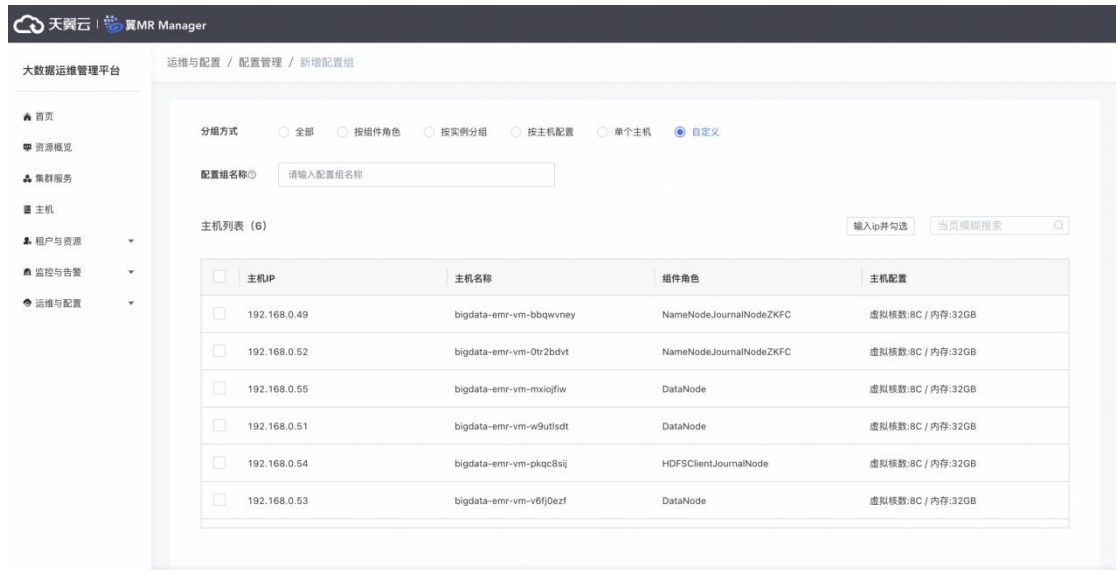 天翼云 | 翼MR Manager
大数据运维管理平台
运维与配置 / 配置管理 / 新增配置组
首页
资源概览
集群服务
主机
租户与资源
监控与告警
运维与配置
分组方式 全部 按组件角色 按实例分组 按主机配置 单个主机 自定义
配置组名称 请输入配置组名称
主机列表（6） 输入ip并勾选 当页模糊搜索
主机IP 主机名称 组件角色 主机配置
192.168.0.49 bigdata-emr-vm-bbqwvney NameNodeJournalNodeZKFC 虚拟核数:8C / 内存:32GB
192.168.0.52 bigdata-emr-vm-0tr2bdvt NameNodeJournalNodeZKFC 虚拟核数:8C / 内存:32GB
192.168.0.55 bigdata-emr-vm-mxiojfiw DataNode 虚拟核数:8C / 内存:32GB
192.168.0.51 bigdata-emr-vm-w9utlsdt DataNode 虚拟核数:8C / 内存:32GB
192.168.0.54 bigdata-emr-vm-pkqc8sij HDFSClientJournalNode 虚拟核数:8C / 内存:32GB
192.168.0.53 bigdata-emr-vm-v6fj0ezf DataNode 虚拟核数:8C / 内存:32GB